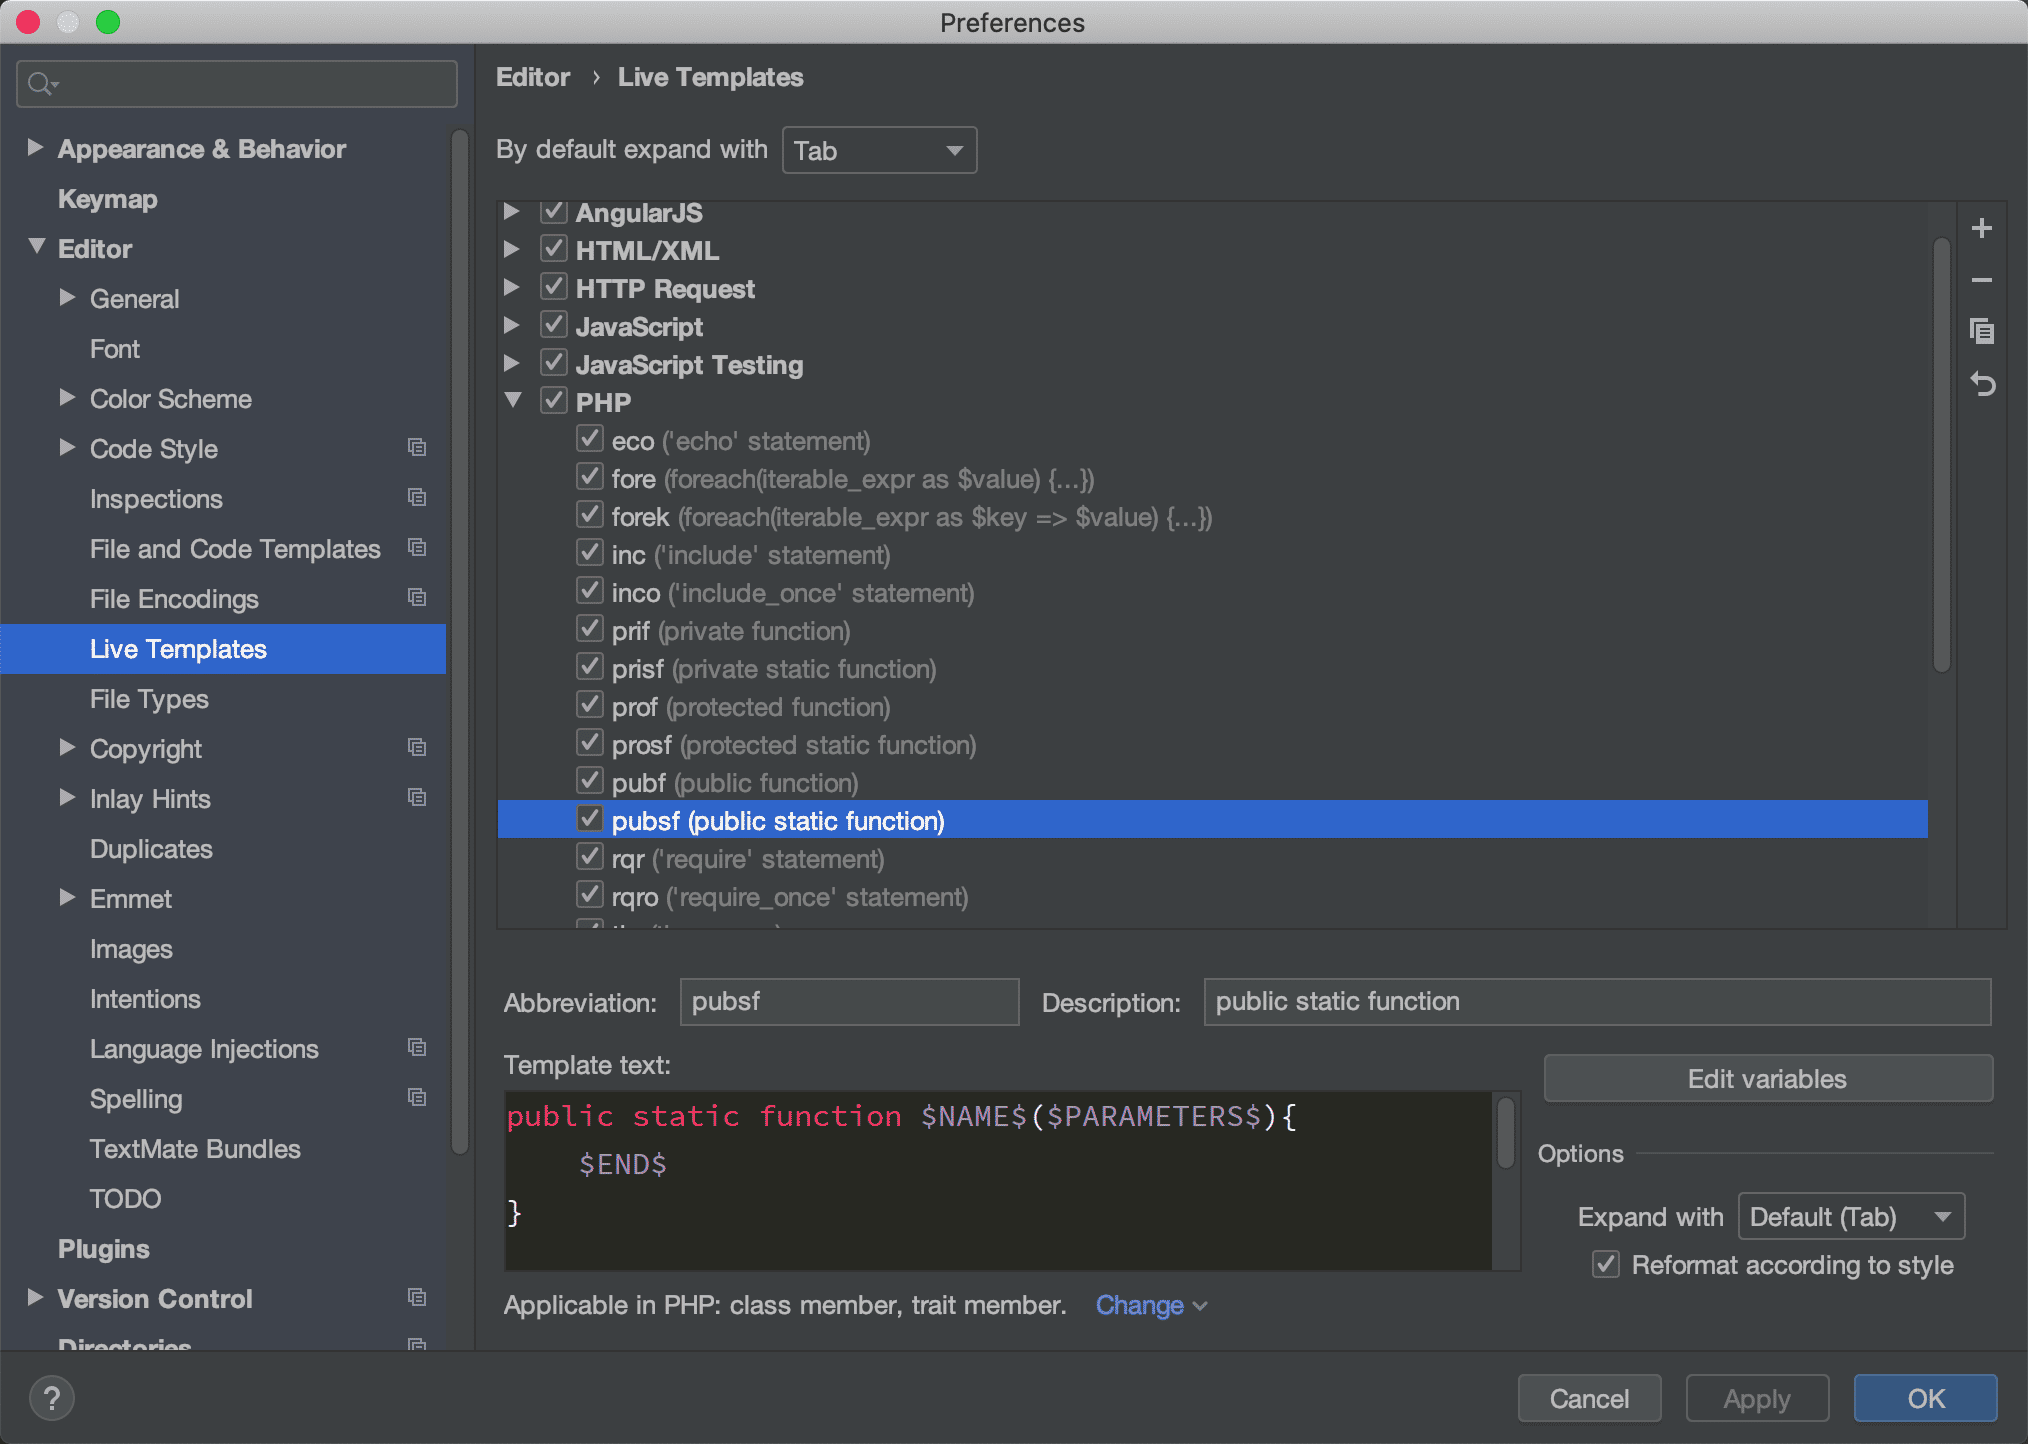 Preferences
Appearance & Behavior
Keymap
Editor
General
Font
Color Scheme
Code Style
Inspections
File and Code Templates
File Encodings
Live Templates
File Types
Copyright
Inlay Hints
Duplicates
Emmet
Images
Intentions
Language Injections
Spelling
TextMate Bundles
TODO
Plugins
Version Control
Directories
Editor › Live Templates
By default expand with Tab
AngularJS
HTML/XML
HTTP Request
JavaScript
JavaScript Testing
PHP
eco ('echo' statement)
fore (foreach(iterable_expr as $value) {...})
forek (foreach(iterable_expr as $key => $value) {...})
inc ('include' statement)
inco ('include_once' statement)
prif (private function)
prisf (private static function)
prof (protected function)
prosf (protected static function)
pubf (public function)
pubsf (public static function)
rqr ('require' statement)
rqro ('require_once' statement)
Abbreviation: pubsf Description: public static function
Template text:
Edit variables
public static function $NAME$($PARAMETERS$){
$END$
}
Options
Expand with Default (Tab)
Reformat according to style
Applicable in PHP: class member, trait member. Change
?
Cancel Apply OK